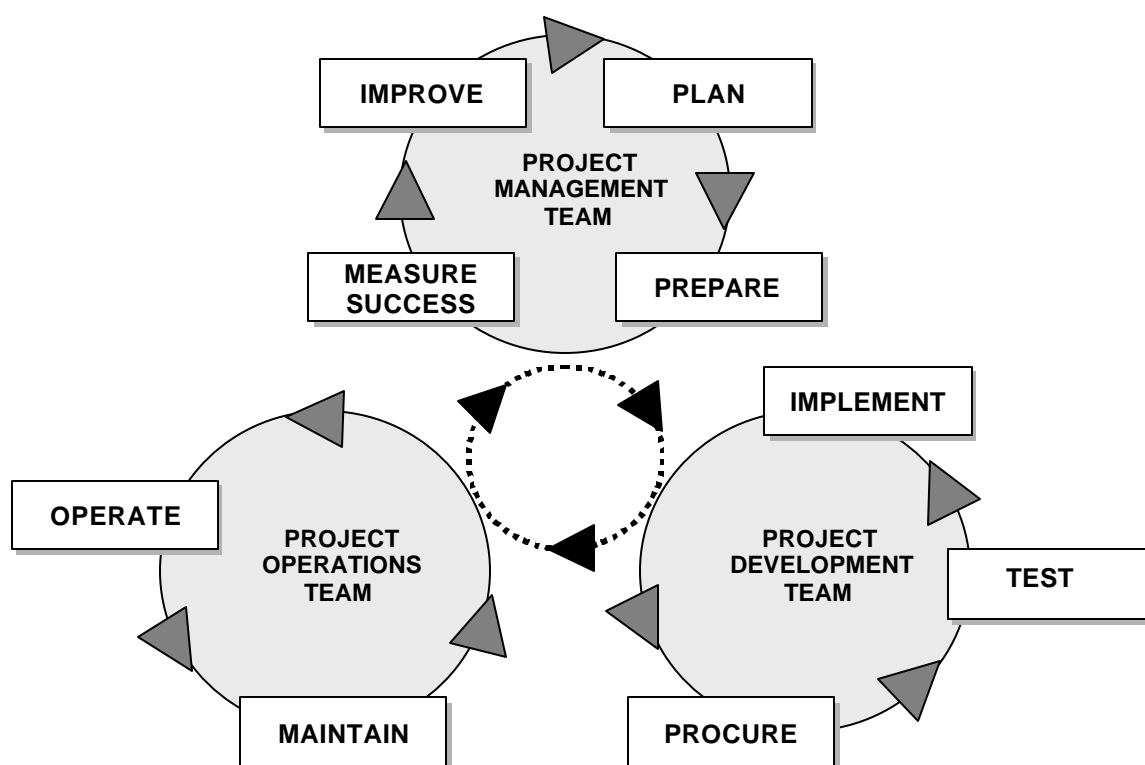 IMPROVE
PLAN
PROJECT
MANAGEMENT
TEAM
MEASURE
SUCCESS
PREPARE
IMPLEMENT
OPERATE
PROJECT
OPERATIONS
TEAM
PROJECT
DEVELOPMENT
TEAM
TEST
MAINTAIN
PROCURE